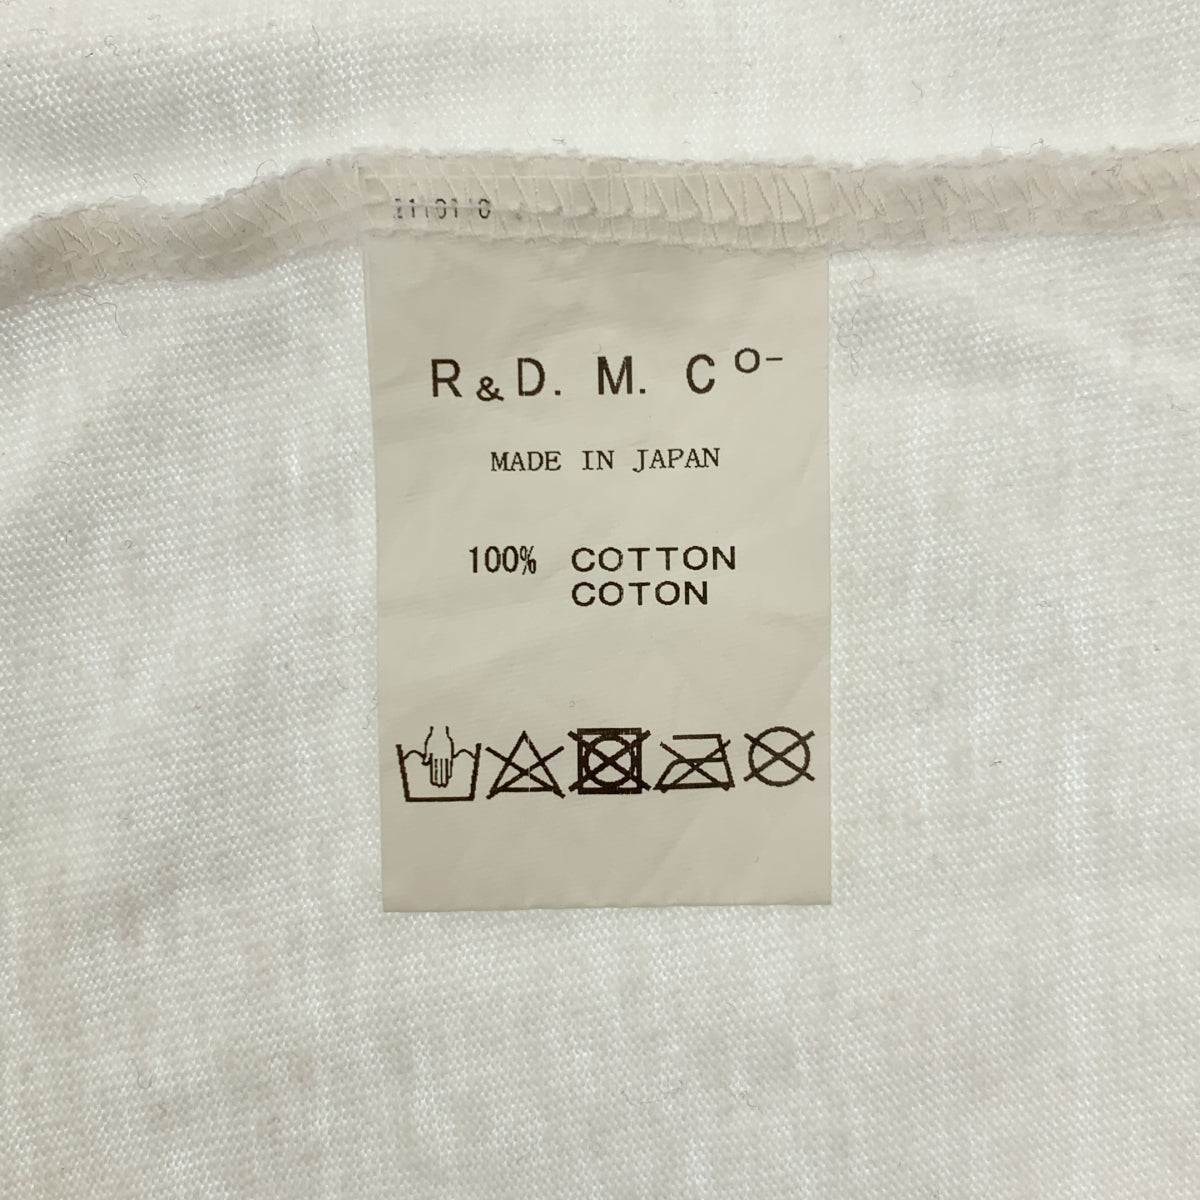 R & D. M. Co-
MADE IN JAPAN
100% COTTON
COTON